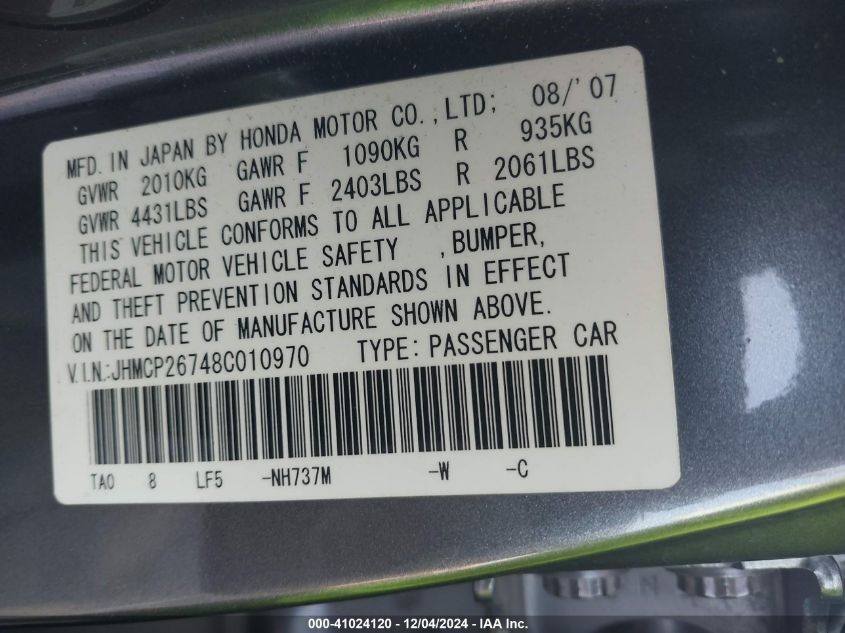 MFD. IN JAPAN BY HONDA MOTOR CO.,LTD; 08/'07
GVWR 2010KG GAWR F 1090KG R 935KG
GVWR 4431LBS GAWR F 2403LBS R 2061LBS
THIS VEHICLE CONFORMS TO ALL APPLICABLE
FEDERAL MOTOR VEHICLE SAFETY ,BUMPER,
AND THEFT PREVENTION STANDARDS IN EFFECT
ON THE DATE OF MANUFACTURE SHOWN ABOVE.
V.I.N.:JHMCP26748C010970 TYPE: PASSENGER CAR
TA0 8 LF5 -NH737M -W -C
000-41024120 - 12/04/2024 - IAA Inc.